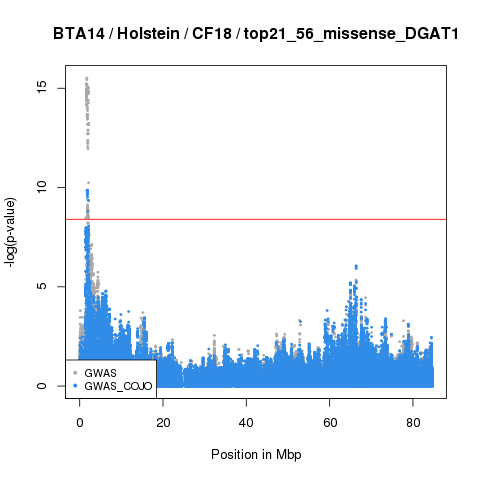 BTA14 / Holstein / CF18 / top21_56_missense_DGAT1
-log(p-value)
15
10
5
0
GWAS
GWAS_COJO
0 20 40 60 80
Position in Mbp